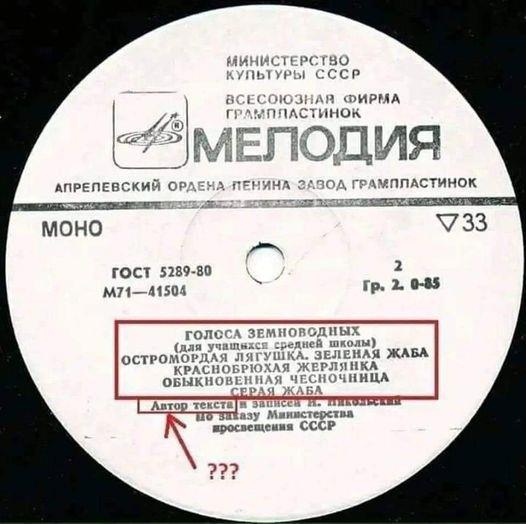 МИНИСТЕРСТВО
КУЛЬТУРЫ СССР
ВСЕСОЮЗНАЯ ФИРМА
ГРАМПЛАСТИНОК
МЕЛОДИЯ
АПРЕЛЕВСКИЙ ОРДЕНА ЛЕНИНА ЗАВОД ГРАМПЛАСТИНОК
МОНО
▽33
ГОСТ 5289-80
М71—41504
2
Гр. 2. 0-85
ГОЛОСА ЗЕМНОВОДНЫХ
(для учащихся средней школы)
ОСТРОМОРДАЯ ЛЯГУШКА. ЗЕЛЕНАЯ ЖАБА
КРАСНОБРЮХАЯ ЖЕРЛЯНКА
ОБЫКНОВЕННАЯ ЧЕСНОЧНИЦА
СЕРАЯ ЖАБА
Автор текста и записей И. Никольский
По заказу Министерства
просвещения СССР
???